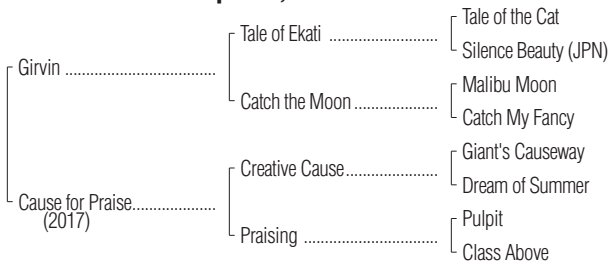 Tale of the Cat
Tale of Ekati ....................
Silence Beauty (JPN)
Girvin ....................................
Malibu Moon
Catch the Moon ....................
Catch My Fancy
Giant's Causeway
Creative Cause......................
Dream of Summer
Cause for Praise....................
(2017)
Pulpit
Praising ................................
Class Above